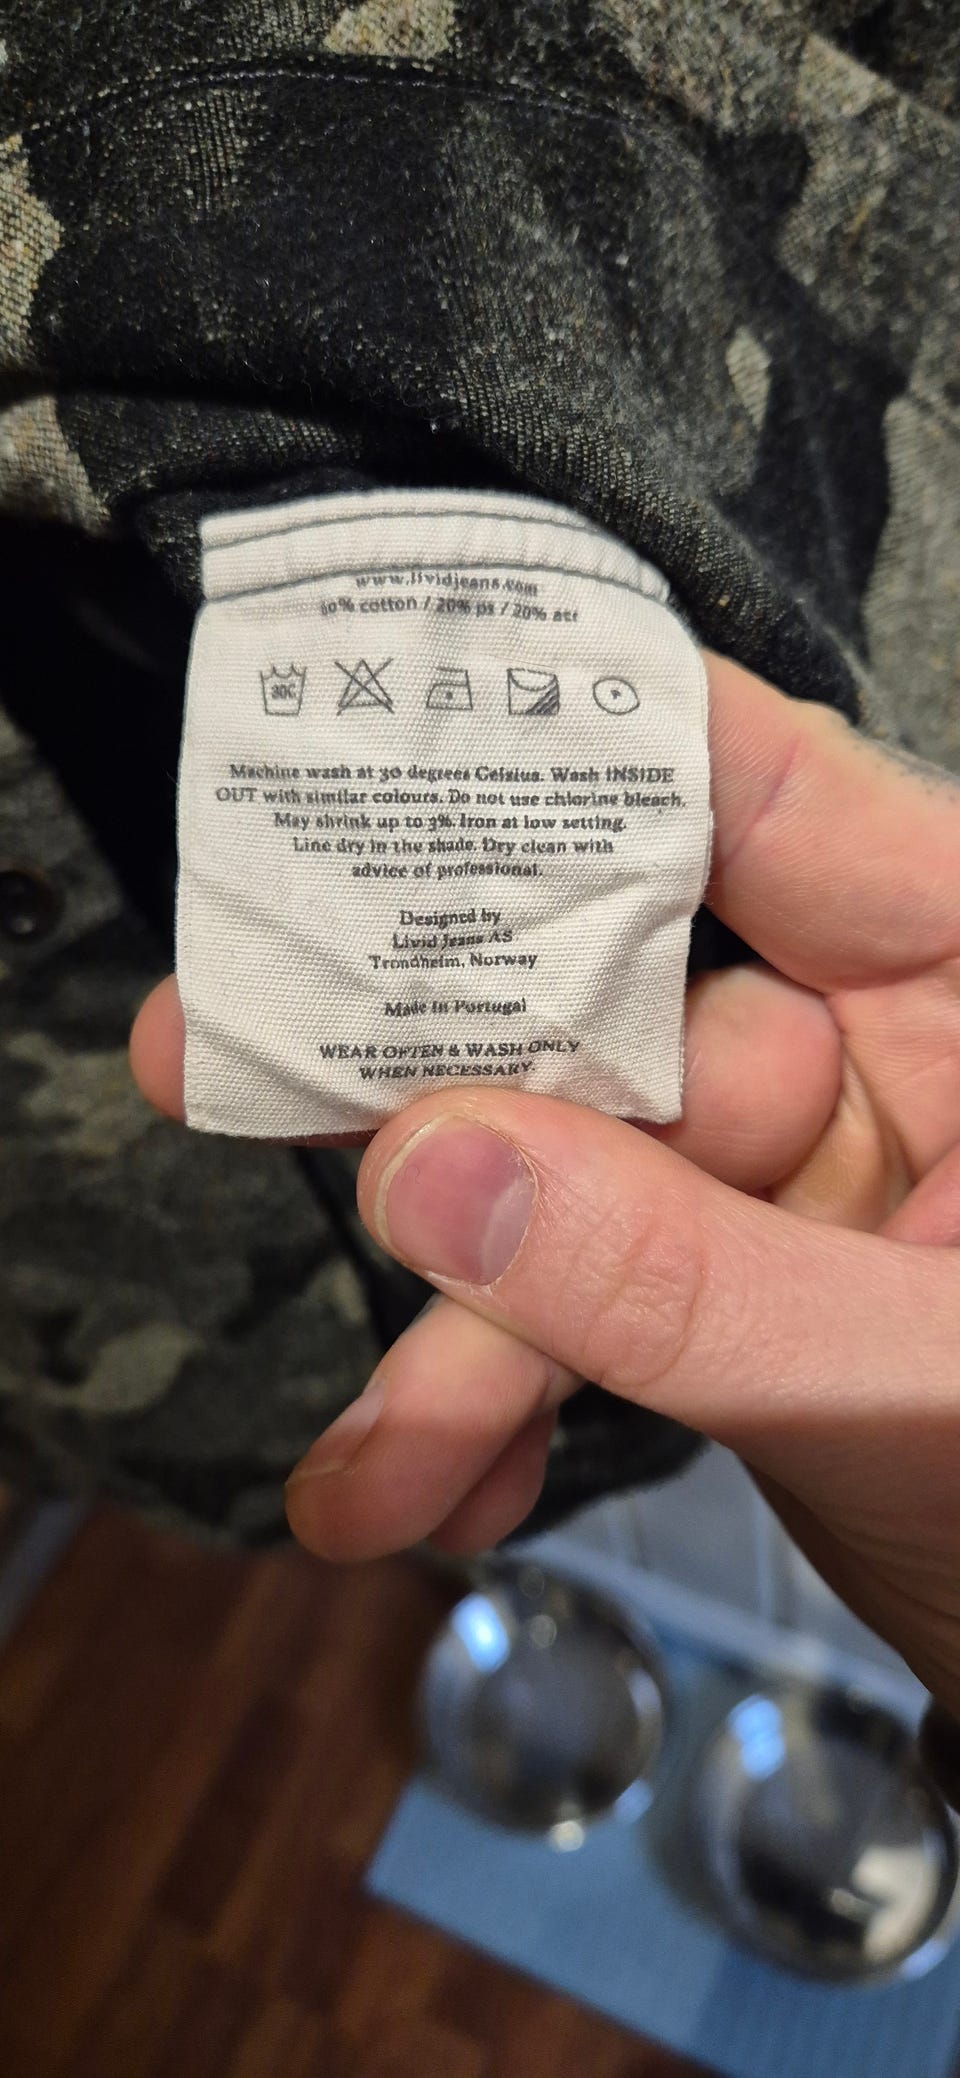 www.lividjeans.com
60% cotton / 20% ps / 20% acr
30C
Machine wash at 30 degrees Celsius. Wash INSIDE
OUT with similar colours. Do not use chlorine bleach.
May shrink up to 3%. Iron at low setting.
Line dry in the shade. Dry clean with
advice of professional.
Designed by
Livid Jeans AS
Trondheim, Norway
Made in Portugal
WEAR OFTEN & WASH ONLY
WHEN NECESSARY.